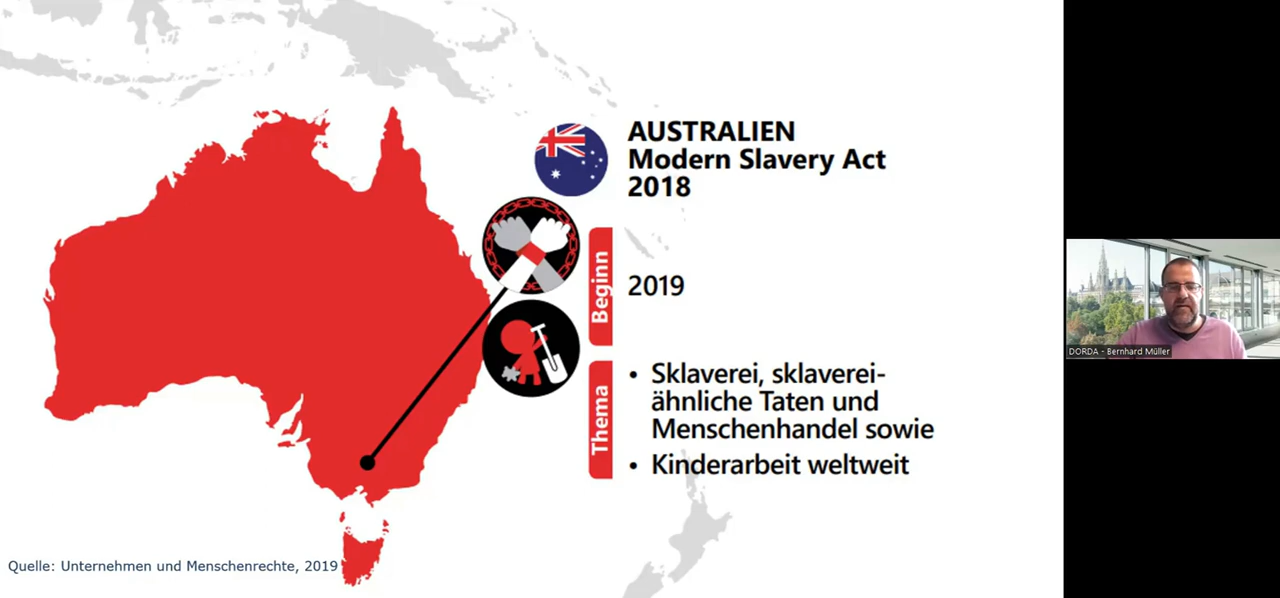 AUSTRALIEN
Modern Slavery Act
2018
Beginn
2019
Thema
• Sklaverei, sklaverei-
ähnliche Taten und
Menschenhandel sowie
• Kinderarbeit weltweit
Quelle: Unternehmen und Menschenrechte, 2019
DORDA - Bernhard Müller